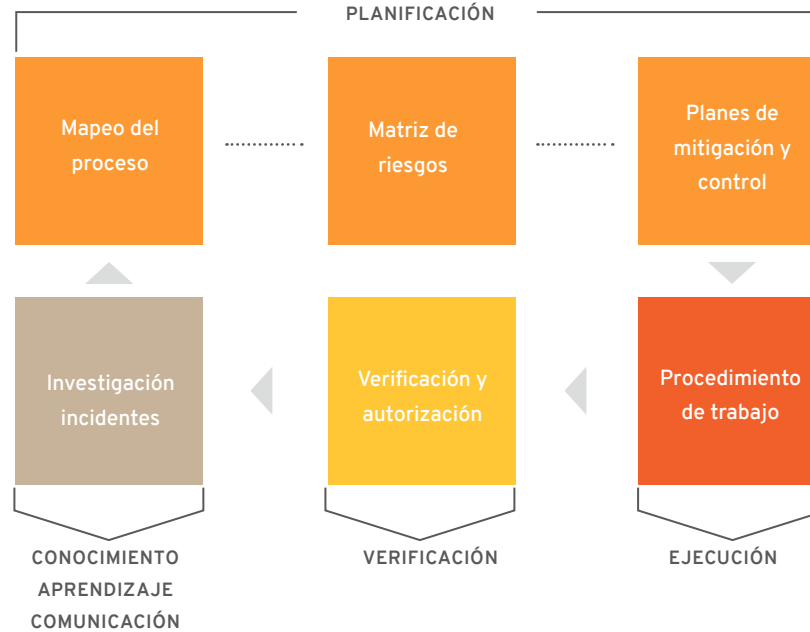 PLANIFICACIÓN
Mapeo del
proceso
Matriz de
riesgos
Planes de
mitigación y
control
Investigación
incidentes
Verificación y
autorización
Procedimiento
de trabajo
CONOCIMIENTO
APRENDIZAJE
COMUNICACIÓN
VERIFICACIÓN
EJECUCIÓN